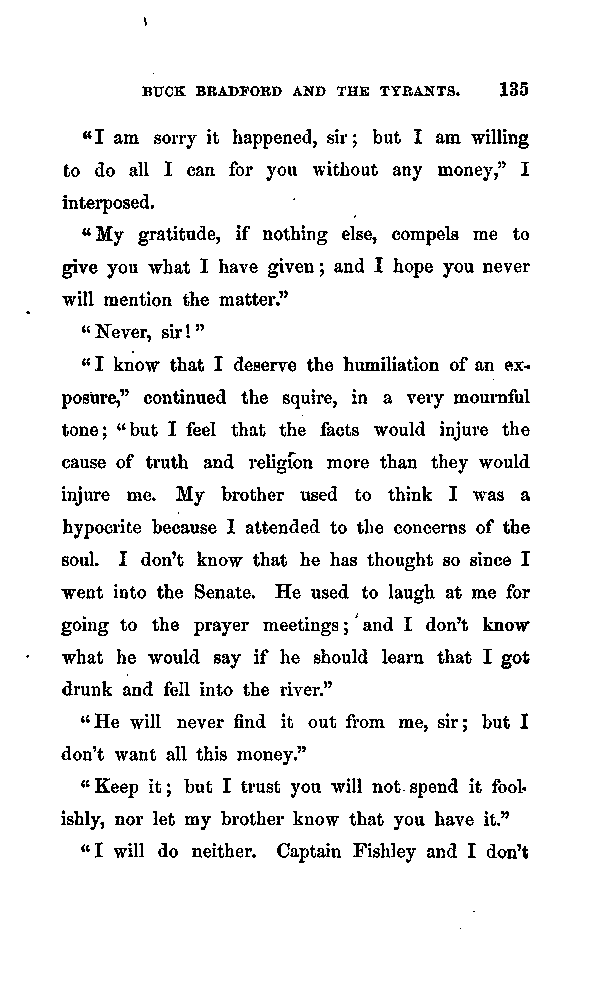 BUCK BRADFORD AND THE TYRANTS. 135
"I am sorry it happened, sir; but I am willing
to do all I can for you without any money," I
interposed.
"My gratitude, if nothing else, compels me to
give you what I have given; and I hope you never
will mention the matter."
"Never, sir!"
"I know that I deserve the humiliation of an ex-
posure," continued the squire, in a very mournful
tone; "but I feel that the facts would injure the
cause of truth and religion more than they would
injure me. My brother used to think I was a
hypocrite because I attended to the concerns of the
soul. I don't know that he has thought so since I
went into the Senate. He used to laugh at me for
going to the prayer meetings; and I don't know
what he would say if he should learn that I got
drunk and fell into the river."
"He will never find it out from me, sir; but I
don't want all this money."
"Keep it; but I trust you will not spend it fool-
ishly, nor let my brother know that you have it."
"I will do neither. Captain Fishley and I don't